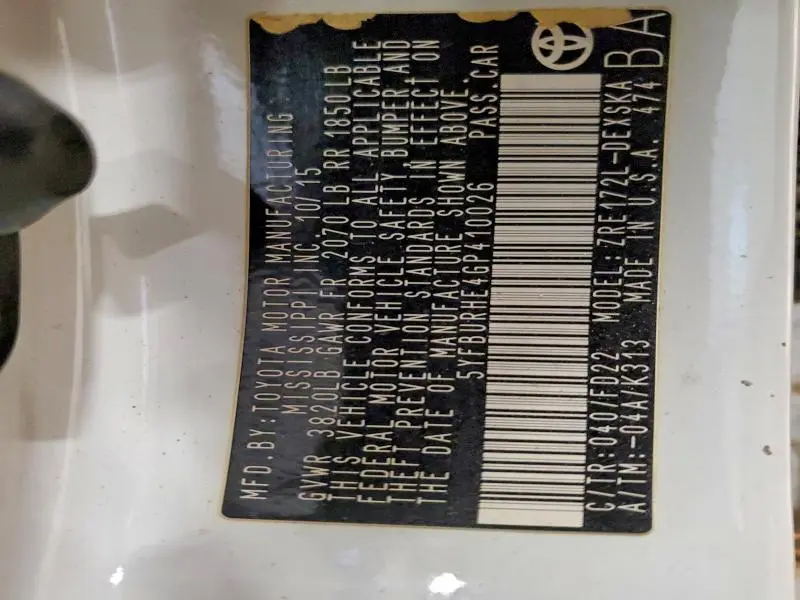 MFD. BY: TOYOTA MOTOR MANUFACTURING
MISSISSIPPI, INC. 10/15
GVWR 3820LB GAWR FR 2070 LB RR 1850LB
THIS VEHICLE CONFORMS TO ALL APPLICABLE
FEDERAL MOTOR VEHICLE SAFETY, BUMPER AND
THEFT PREVENTION STANDARDS IN EFFECT ON
THE DATE OF MANUFACTURE SHOWN ABOVE.
5YFBURHE4GP410026 PASS. CAR
C/TR:040/FD22 MODEL:ZRE172L-DEXSKA
A/TM:-04A/K313 MADE IN U.S.A. 474 BA